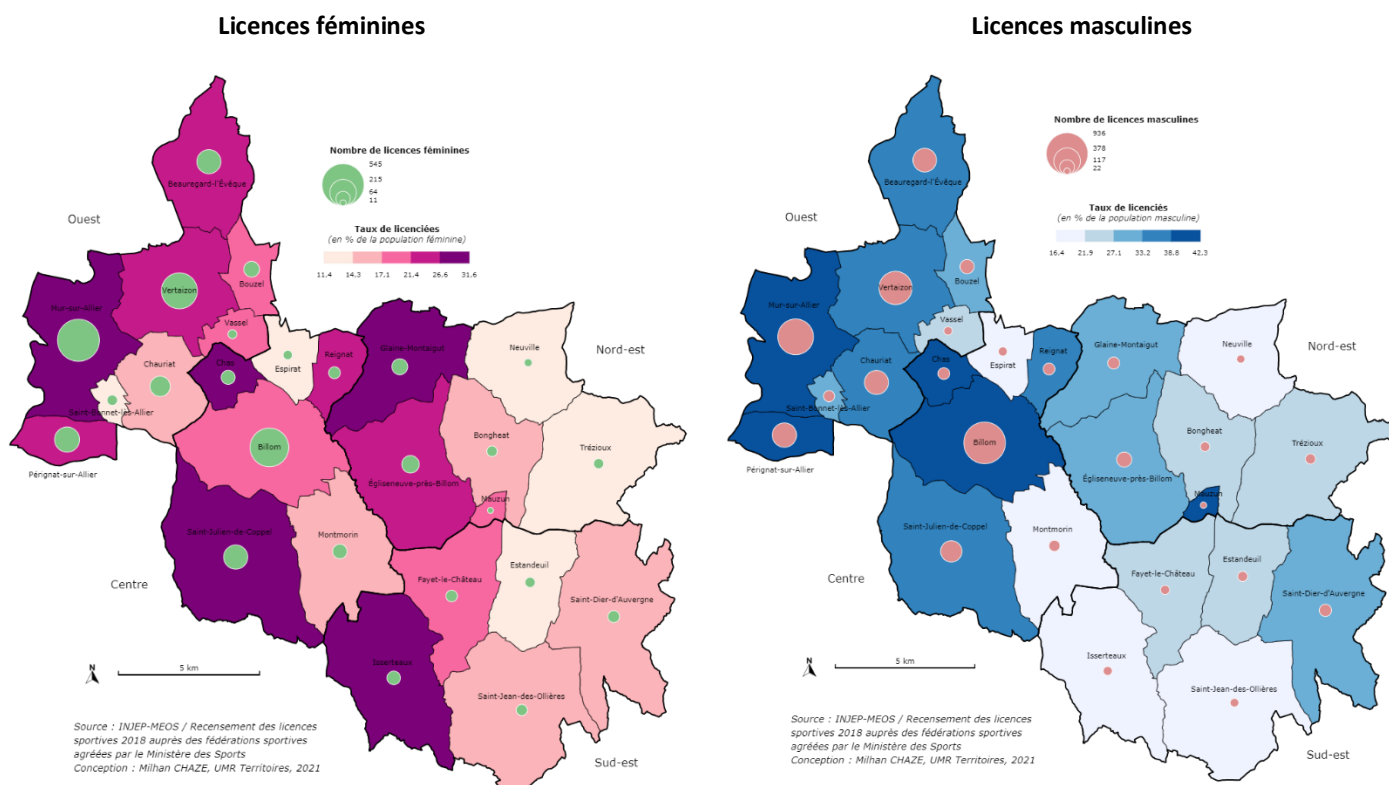 Licences féminines
Nombre de licences féminines
545
215
64
11
Taux de licenciées
(en % de la population féminine)
11.4 14.3 17.1 21.4 26.6 31.6
Ouest
Beauregard-l'Évêque
Vertaizon
Bouzel
Mur-sur-Allier
Vassel
Chauriat
Chas
Espirat
Reignat
Glaine-Montaigut
Neuville
Nord-est
Saint-Bonnet-lès-Allier
Pérignat-sur-Allier
Billom
Bongheat
Trézioux
Égliseneuve-près-Billom
Mauzun
Saint-Julien-de-Coppel
Montmorin
Centre
Fayet-le-Château
Estandeuil
Saint-Dier-d'Auvergne
Isserteaux
Saint-Jean-des-Ollières
Sud-est
N
5 km
Source : INJEP-MEOS / Recensement des licences
sportives 2018 auprès des fédérations sportives
agréées par le Ministère des Sports
Conception : Milhan CHAZE, UMR Territoires, 2021
Licences masculines
Nombre de licences masculines
936
378
117
22
Taux de licenciés
(en % de la population masculine)
16.4 21.9 27.1 33.2 38.8 42.3
Ouest
Beauregard-l'Évêque
Vertaizon
Bouzel
Mur-sur-Allier
Vassel
Chauriat
Chas
Espirat
Reignat
Glaine-Montaigut
Neuville
Nord-est
Saint-Bonnet-lès-Allier
Pérignat-sur-Allier
Billom
Bongheat
Trézioux
Égliseneuve-près-Billom
Mauzun
Saint-Julien-de-Coppel
Montmorin
Centre
Fayet-le-Château
Estandeuil
Saint-Dier-d'Auvergne
Isserteaux
Saint-Jean-des-Ollières
Sud-est
N
5 km
Source : INJEP-MEOS / Recensement des licences
sportives 2018 auprès des fédérations sportives
agréées par le Ministère des Sports
Conception : Milhan CHAZE, UMR Territoires, 2021